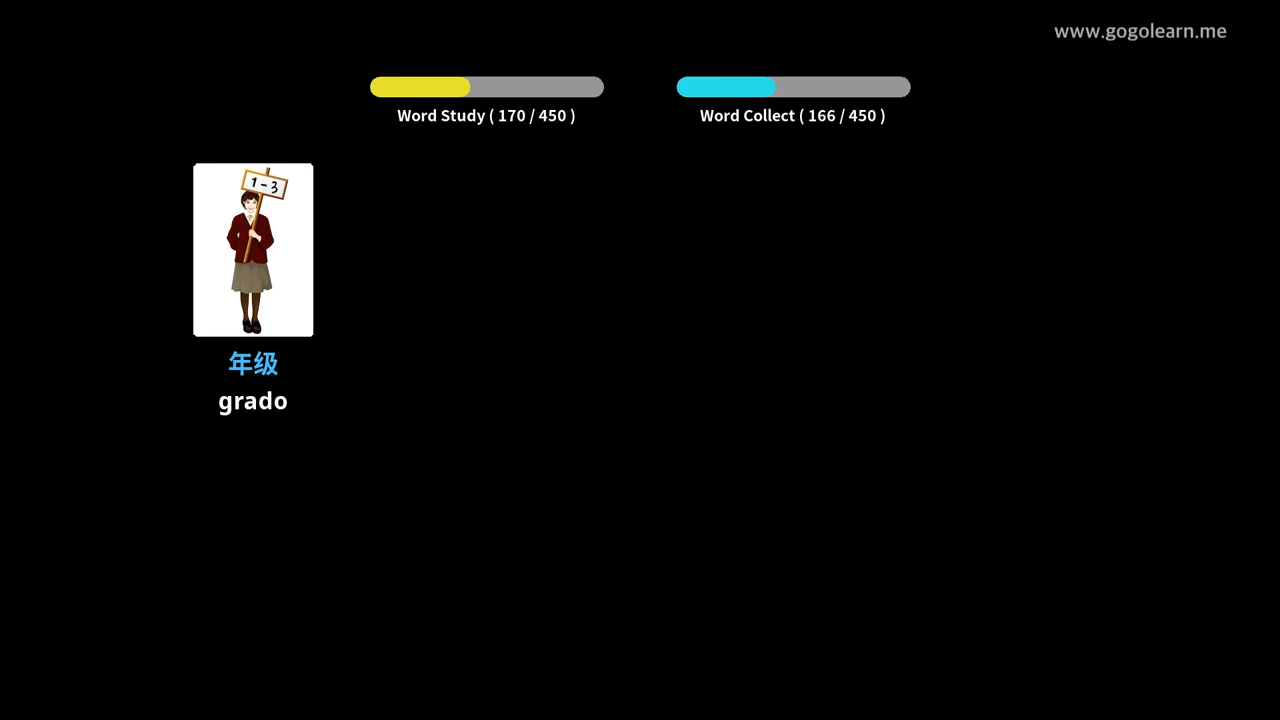 www.gogolearn.me
Word Study ( 170 / 450 )
Word Collect ( 166 / 450 )
1-3
年级
grado